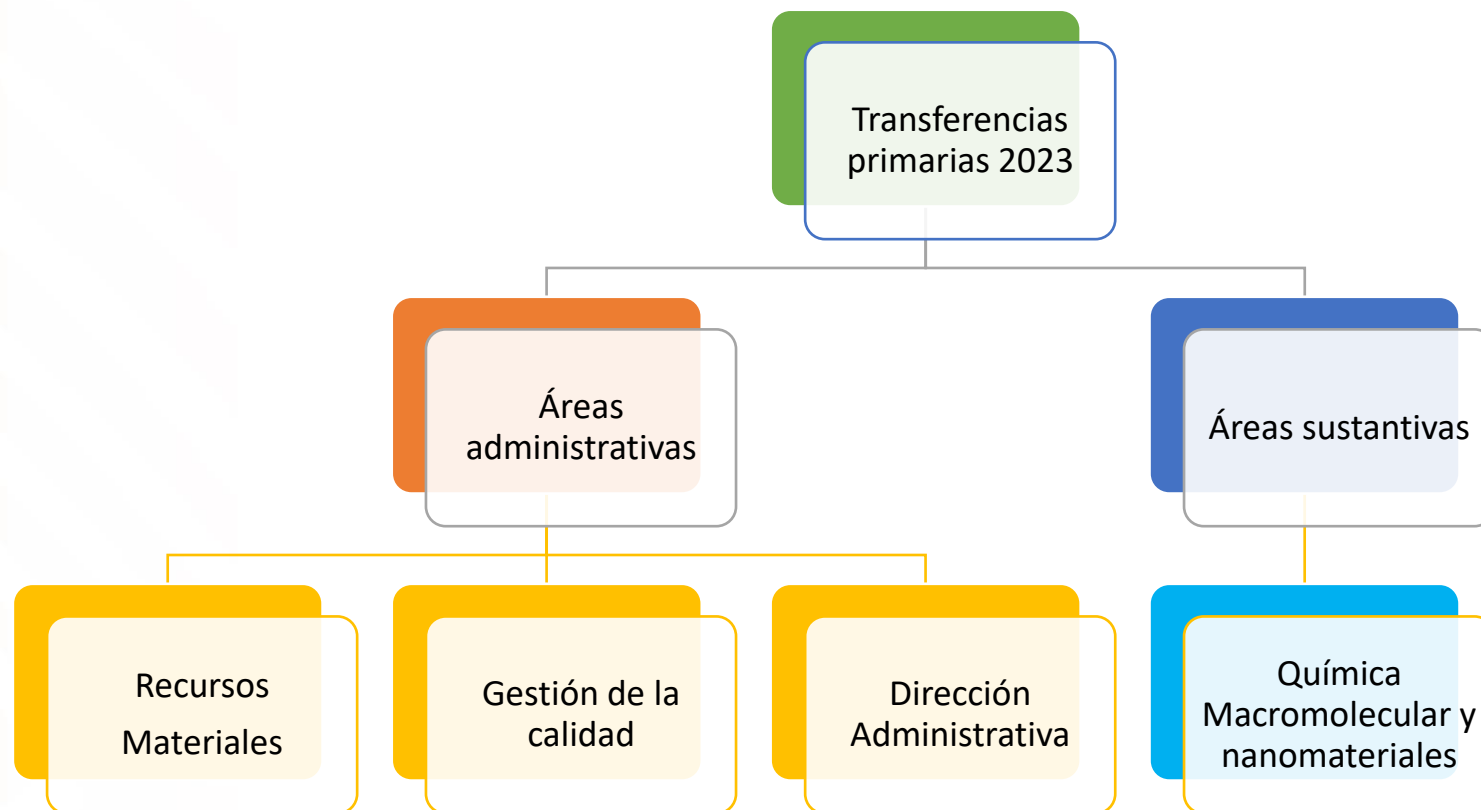 Transferencias
primarias 2023
Áreas
administrativas
Áreas sustantivas
Recursos
Materiales
Gestión de la
calidad
Dirección
Administrativa
Química
Macromolecular y
nanomateriales